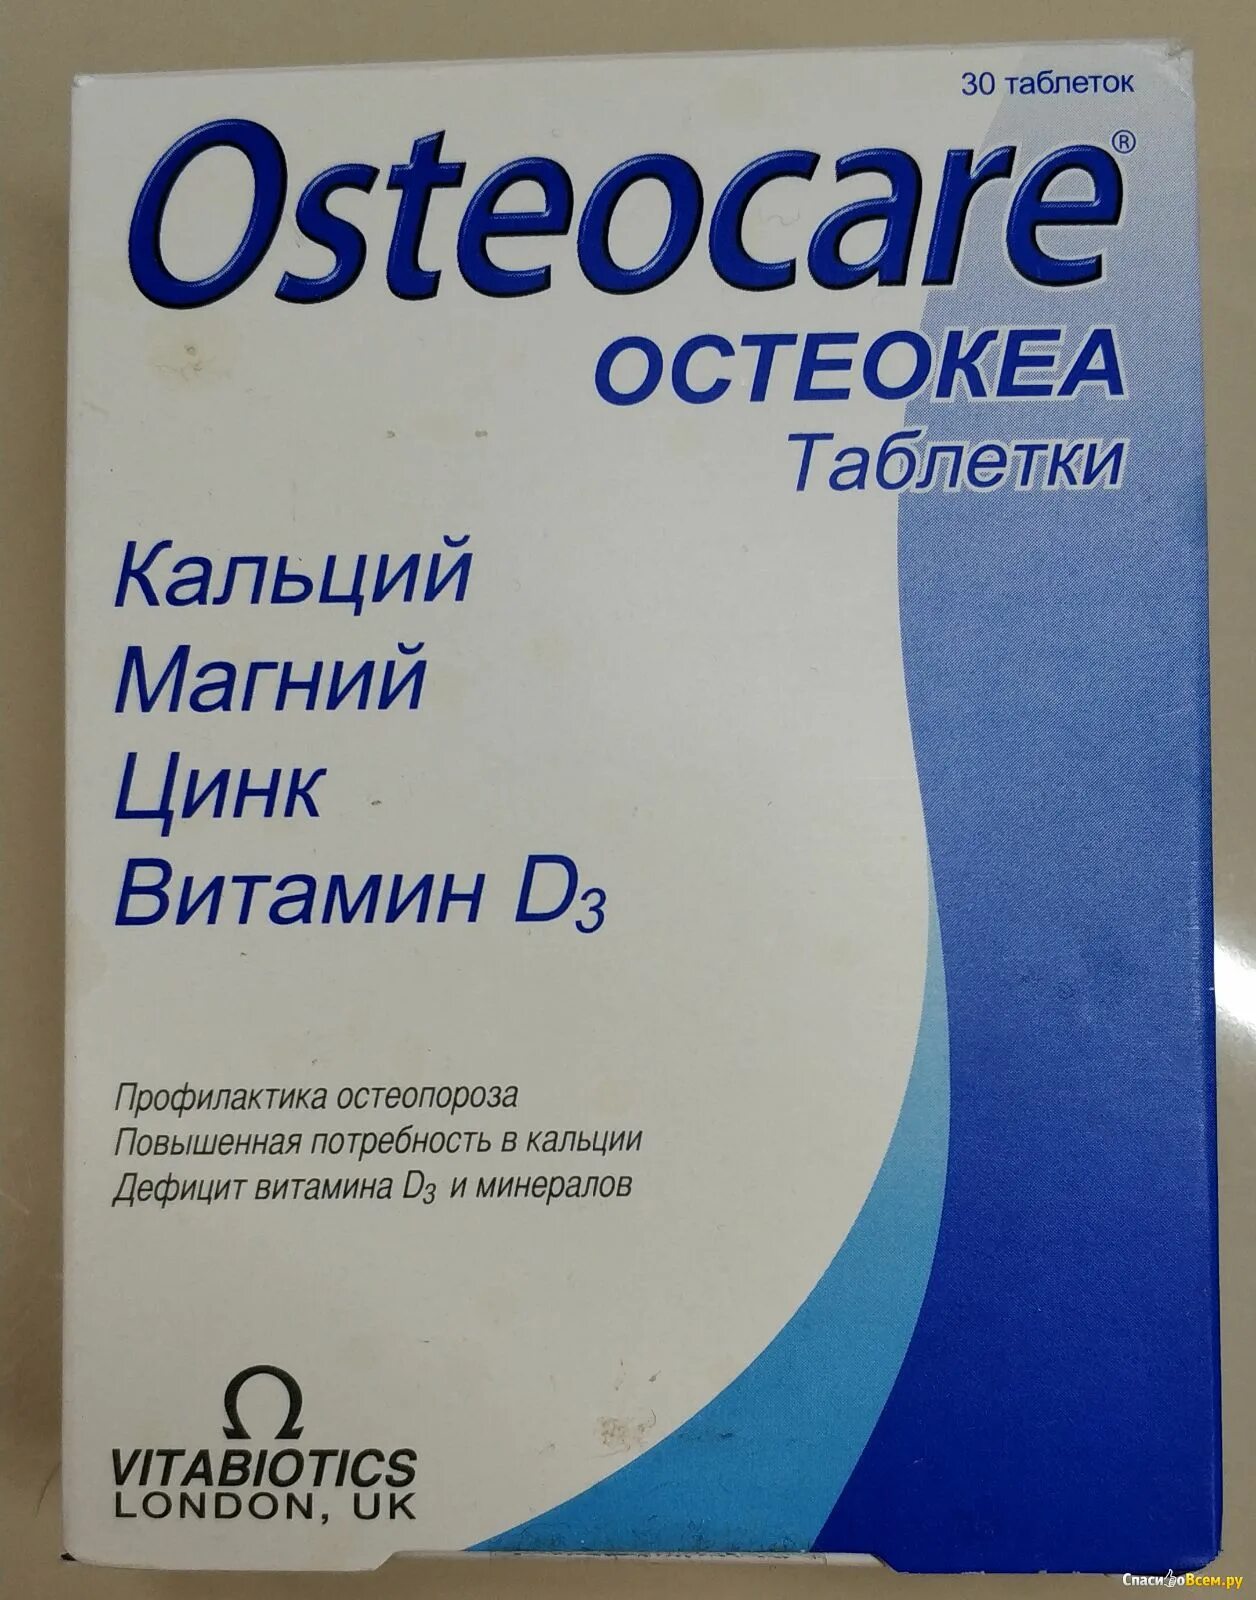 30 таблеток
Osteocare®
ОСТЕОКЕА
Таблетки
Кальций
Магний
Цинк
Витамин D3
Профилактика остеопороза
Повышенная потребность в кальции
Дефицит витамина D3 и минералов
VITABIOTICS
LONDON, UK
СпасибоВсем.ру